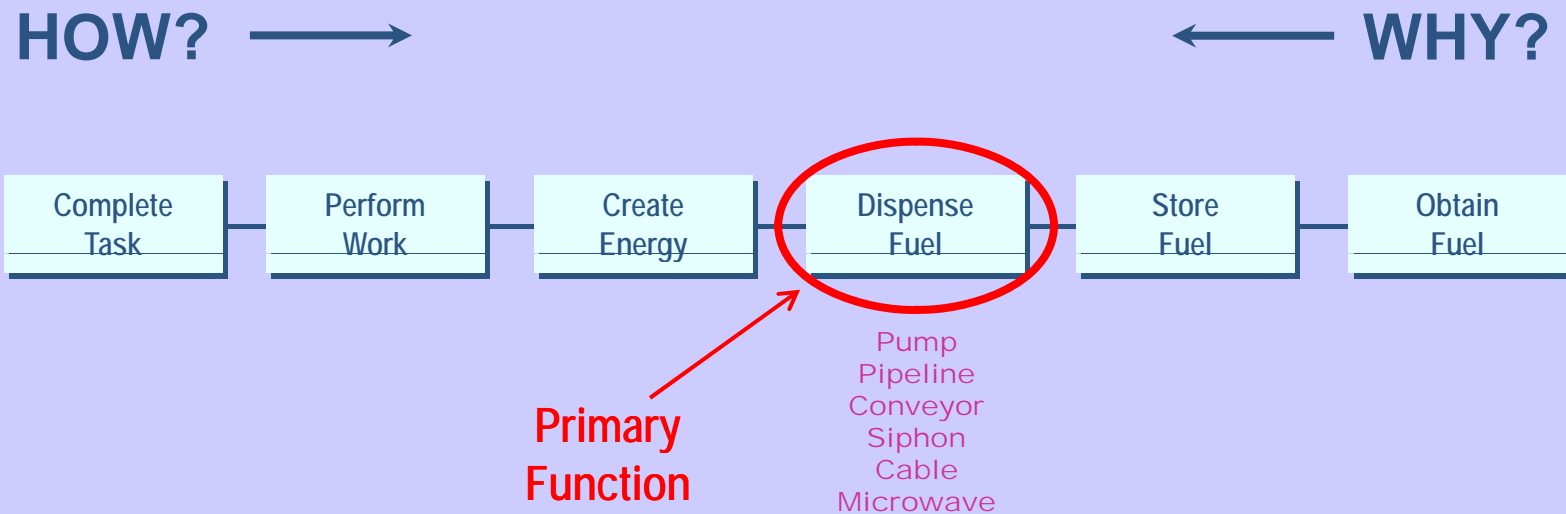 HOW?
WHY?
Complete
Task
Perform
Work
Create
Energy
Dispense
Fuel
Store
Fuel
Obtain
Fuel
Primary
Function
Pump
Pipeline
Conveyor
Siphon
Cable
Microwave